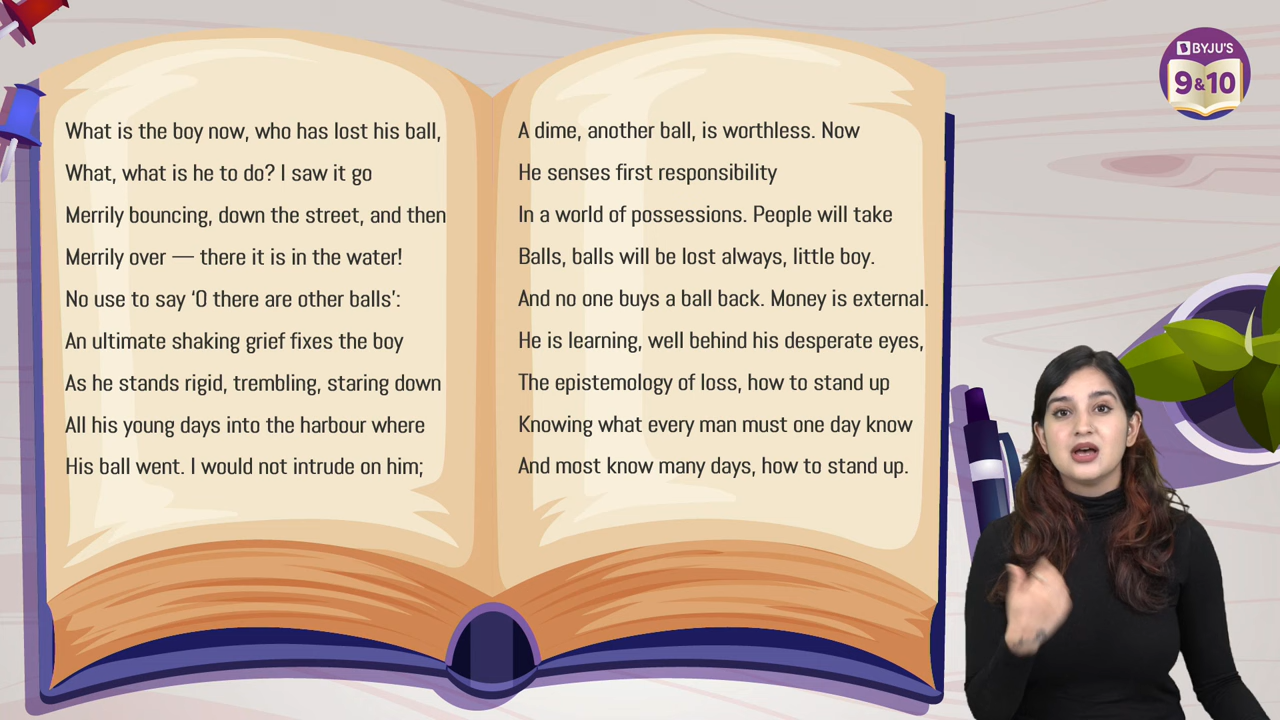 What is the boy now, who has lost his ball,
What, what is he to do? I saw it go
Merrily bouncing, down the street, and then
Merrily over — there it is in the water!
No use to say ‘O there are other balls’:
An ultimate shaking grief fixes the boy
As he stands rigid, trembling, staring down
All his young days into the harbour where
His ball went. I would not intrude on him;
A dime, another ball, is worthless. Now
He senses first responsibility
In a world of possessions. People will take
Balls, balls will be lost always, little boy.
And no one buys a ball back. Money is external.
He is learning, well behind his desperate eyes,
The epistemology of loss, how to stand up
Knowing what every man must one day know
And most know many days, how to stand up.
BYJU'S
9&10